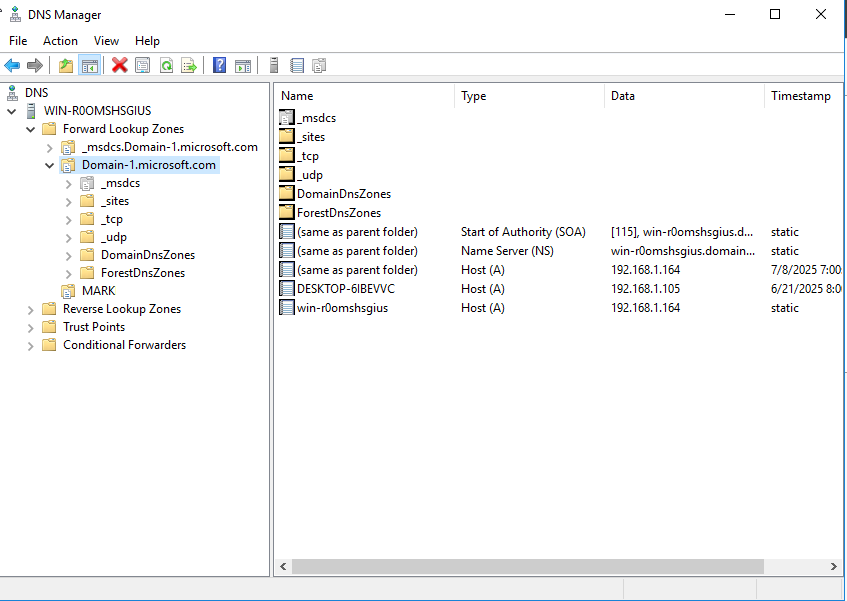 DNS Manager
File Action View Help
DNS
WIN-R0OMSHSGIUS
Forward Lookup Zones
_msdcs.Domain-1.microsoft.com
Domain-1.microsoft.com
_msdcs
_sites
_tcp
_udp
DomainDnsZones
ForestDnsZones
MARK
Reverse Lookup Zones
Trust Points
Conditional Forwarders
Name Type Data Timestamp
_msdcs
_sites
_tcp
_udp
DomainDnsZones
ForestDnsZones
(same as parent folder) Start of Authority (SOA) [115], win-r0omshsgius.d... static
(same as parent folder) Name Server (NS) win-r0omshsgius.domain... static
(same as parent folder) Host (A) 192.168.1.164 7/8/2025 7:00
DESKTOP-6IBEVVC Host (A) 192.168.1.105 6/21/2025 8:0
win-r0omshsgius Host (A) 192.168.1.164 static